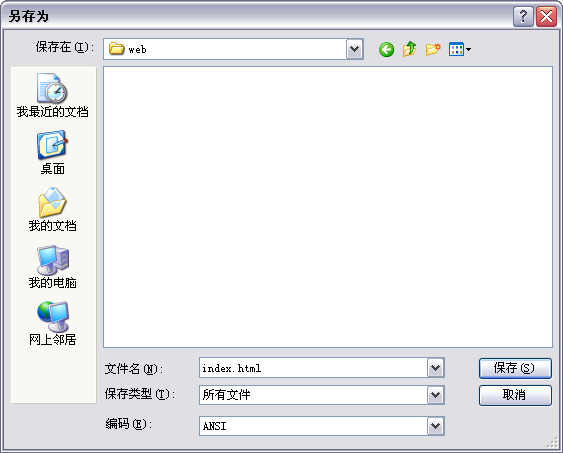 另存为
保存在(I):
web
我最近的文档
桌面
我的文档
我的电脑
网上邻居
文件名(N):
index.html
保存(S)
保存类型(T):
所有文件
取消
编码(E):
ANSI